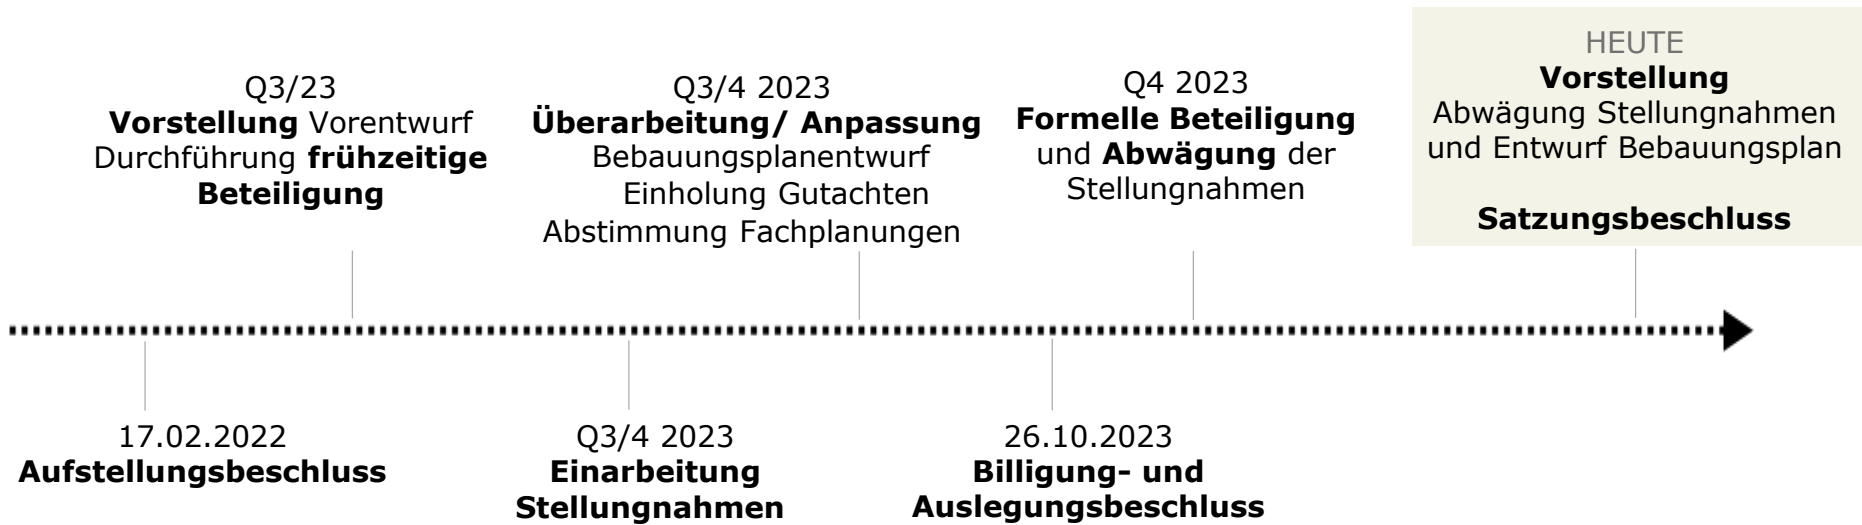 Q3/23
Vorstellung Vorentwurf
Durchführung frühzeitige
Beteiligung
Q3/4 2023
Überarbeitung/ Anpassung
Bebauungsplanentwurf
Einholung Gutachten
Abstimmung Fachplanungen
Q4 2023
Formelle Beteiligung
und Abwägung der
Stellungnahmen
HEUTE
Vorstellung
Abwägung Stellungnahmen
und Entwurf Bebauungsplan
Satzungsbeschluss
17.02.2022
Aufstellungsbeschluss
Q3/4 2023
Einarbeitung
Stellungnahmen
26.10.2023
Billigung- und
Auslegungsbeschluss